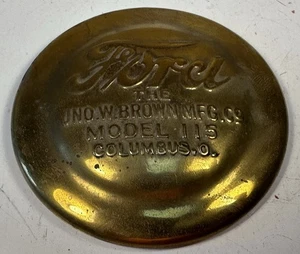 Ford
THE
JNO.W.BROWN MFG.CO
MODEL 115
COLUMBUS.O.